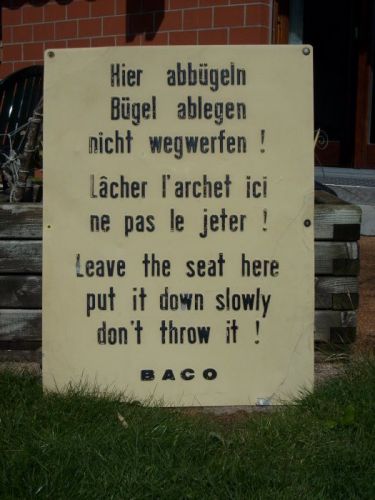 Hier abbügeln
Bügel ablegen
nicht wegwerfen !
Lâcher l'archet ici
ne pas le jeter !
Leave the seat here
put it down slowly
don't throw it !
BACO